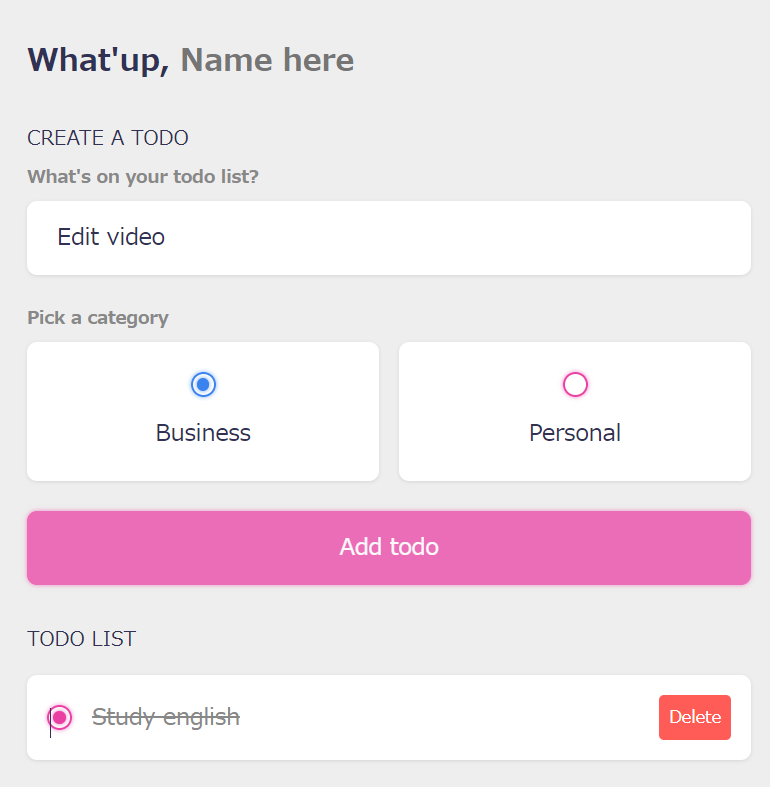 What'up, Name here
CREATE A TODO
What's on your todo list?
Edit video
Pick a category
Business
Personal
Add todo
TODO LIST
Study english
Delete